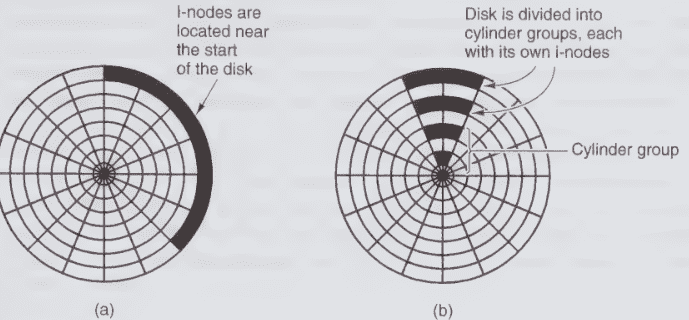 I-nodes are
located near
the start
of the disk
Disk is divided into
cylinder groups, each
with its own i-nodes
Cylinder group
(a)
(b)